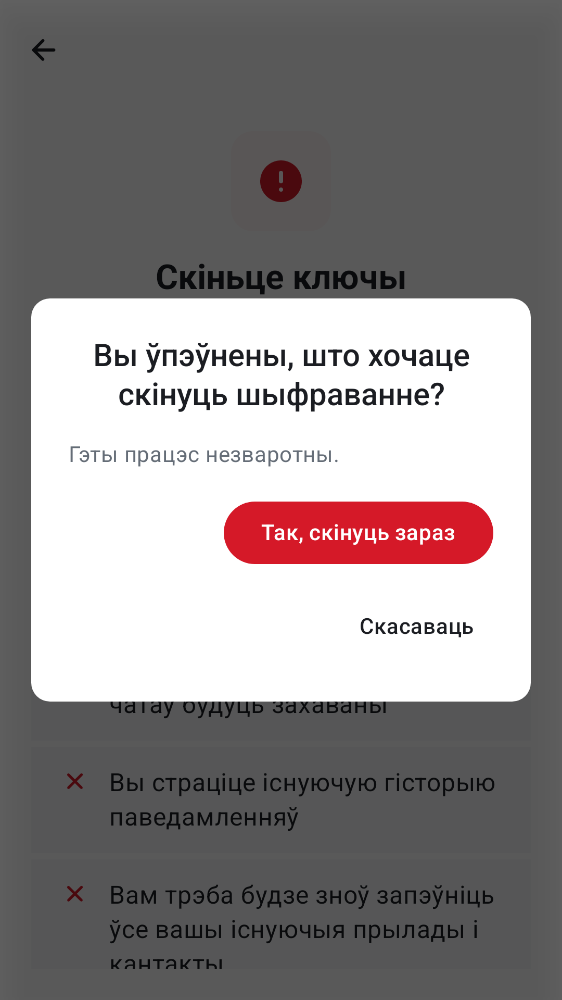 Скіньце ключы
Вы ўпэўнены, што хочаце
скінуць шыфраванне?
Гэты працэс незваротны.
Так, скінуць зараз
Скасаваць
чатаў будуць захаваны
Вы страціце існуючую гісторыю
паведамленняў
Вам трэба будзе зноў запэўніць
ўсе вашы існуючыя прылады і
кантакты